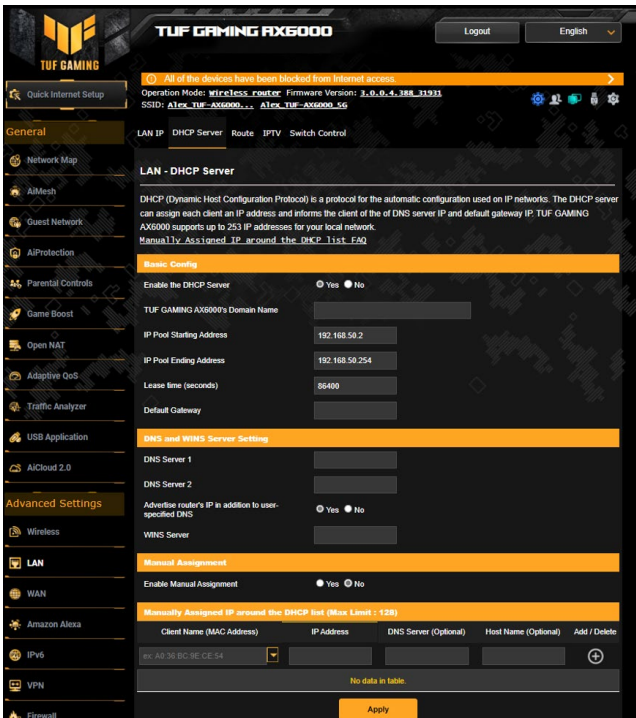 TUF GAMING
TUF GAMING AX6000
Logout
English
All of the devices have been blocked from Internet access.
Quick Internet Setup
Operation Mode: Wireless router Firmware Version: 3.0.0.4.388_31931
SSID: Alex_TUF-AX6000... Alex_TUF-AX6000_5G
General
Network Map
AiMesh
Guest Network
AiProtection
Parental Controls
Game Boost
Open NAT
Adaptive QoS
Traffic Analyzer
USB Application
AiCloud 2.0
Advanced Settings
Wireless
LAN
WAN
Amazon Alexa
IPv6
VPN
Firewall
LAN IP DHCP Server Route IPTV Switch Control
LAN - DHCP Server
DHCP (Dynamic Host Configuration Protocol) is a protocol for the automatic configuration used on IP networks. The DHCP server
can assign each client an IP address and informs the client of the of DNS server IP and default gateway IP. TUF GAMING
AX6000 supports up to 253 IP addresses for your local network.
Manually Assigned IP around the DHCP list FAQ
Basic Config
Enable the DHCP Server Yes No
TUF GAMING AX6000's Domain Name
IP Pool Starting Address 192.168.50.2
IP Pool Ending Address 192.168.50.254
Lease time (seconds) 86400
Default Gateway
DNS and WINS Server Setting
DNS Server 1
DNS Server 2
Advertise router's IP in addition to user-
specified DNS Yes No
WINS Server
Manual Assignment
Enable Manual Assignment Yes No
Manually Assigned IP around the DHCP list (Max Limit : 128)
Client Name (MAC Address) IP Address DNS Server (Optional) Host Name (Optional) Add / Delete
ex: A0:36:BC:9E:CE:54
No data in table.
Apply